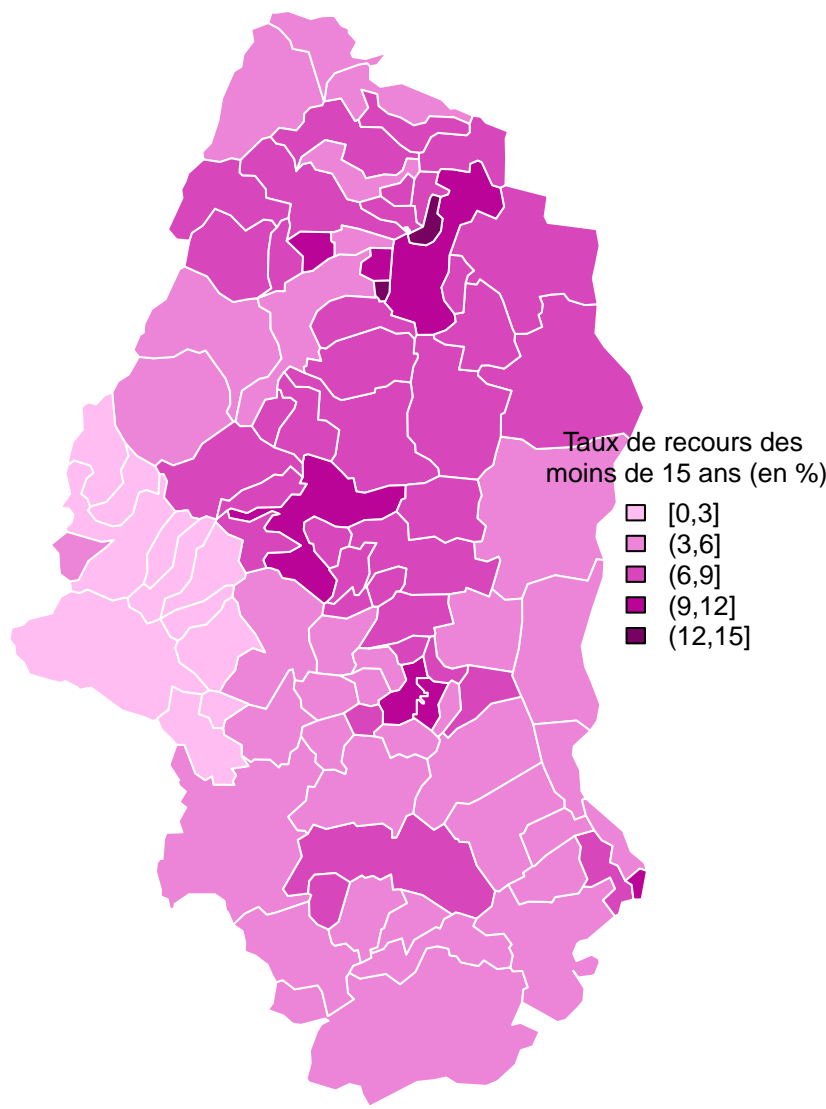 Taux de recours des
moins de 15 ans (en %)
[0,3]
(3,6]
(6,9]
(9,12]
(12,15]